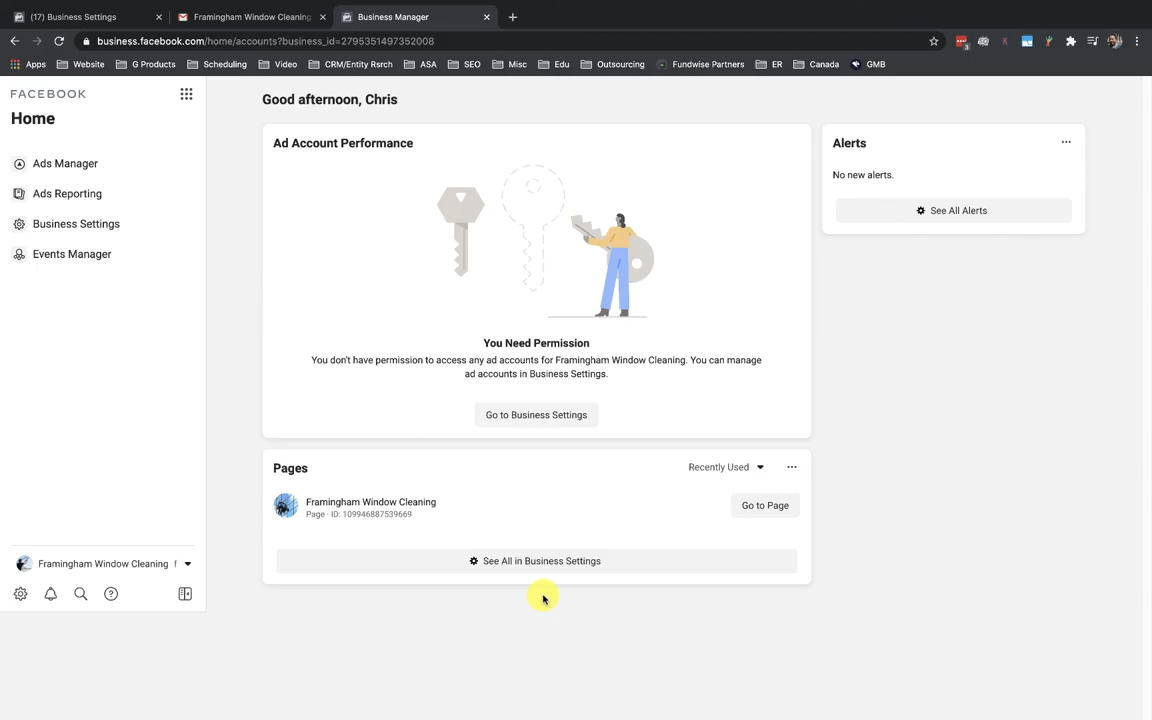 (17) Business Settings
Framingham Window Cleaning
Business Manager
business.facebook.com/home/accounts?business_id=2795351497352008
Apps
Website
G Products
Scheduling
Video
CRM/Entity Rsrch
ASA
SEO
Misc
Edu
Outsourcing
Fundwise Partners
ER
Canada
GMB
FACEBOOK
Home
Ads Manager
Ads Reporting
Business Settings
Events Manager
Framingham Window Cleaning f
Good afternoon, Chris
Ad Account Performance
You Need Permission
You don't have permission to access any ad accounts for Framingham Window Cleaning. You can manage
ad accounts in Business Settings.
Go to Business Settings
Pages
Recently Used
Framingham Window Cleaning
Page · ID: 109946887539669
Go to Page
See All in Business Settings
Alerts
No new alerts.
See All Alerts